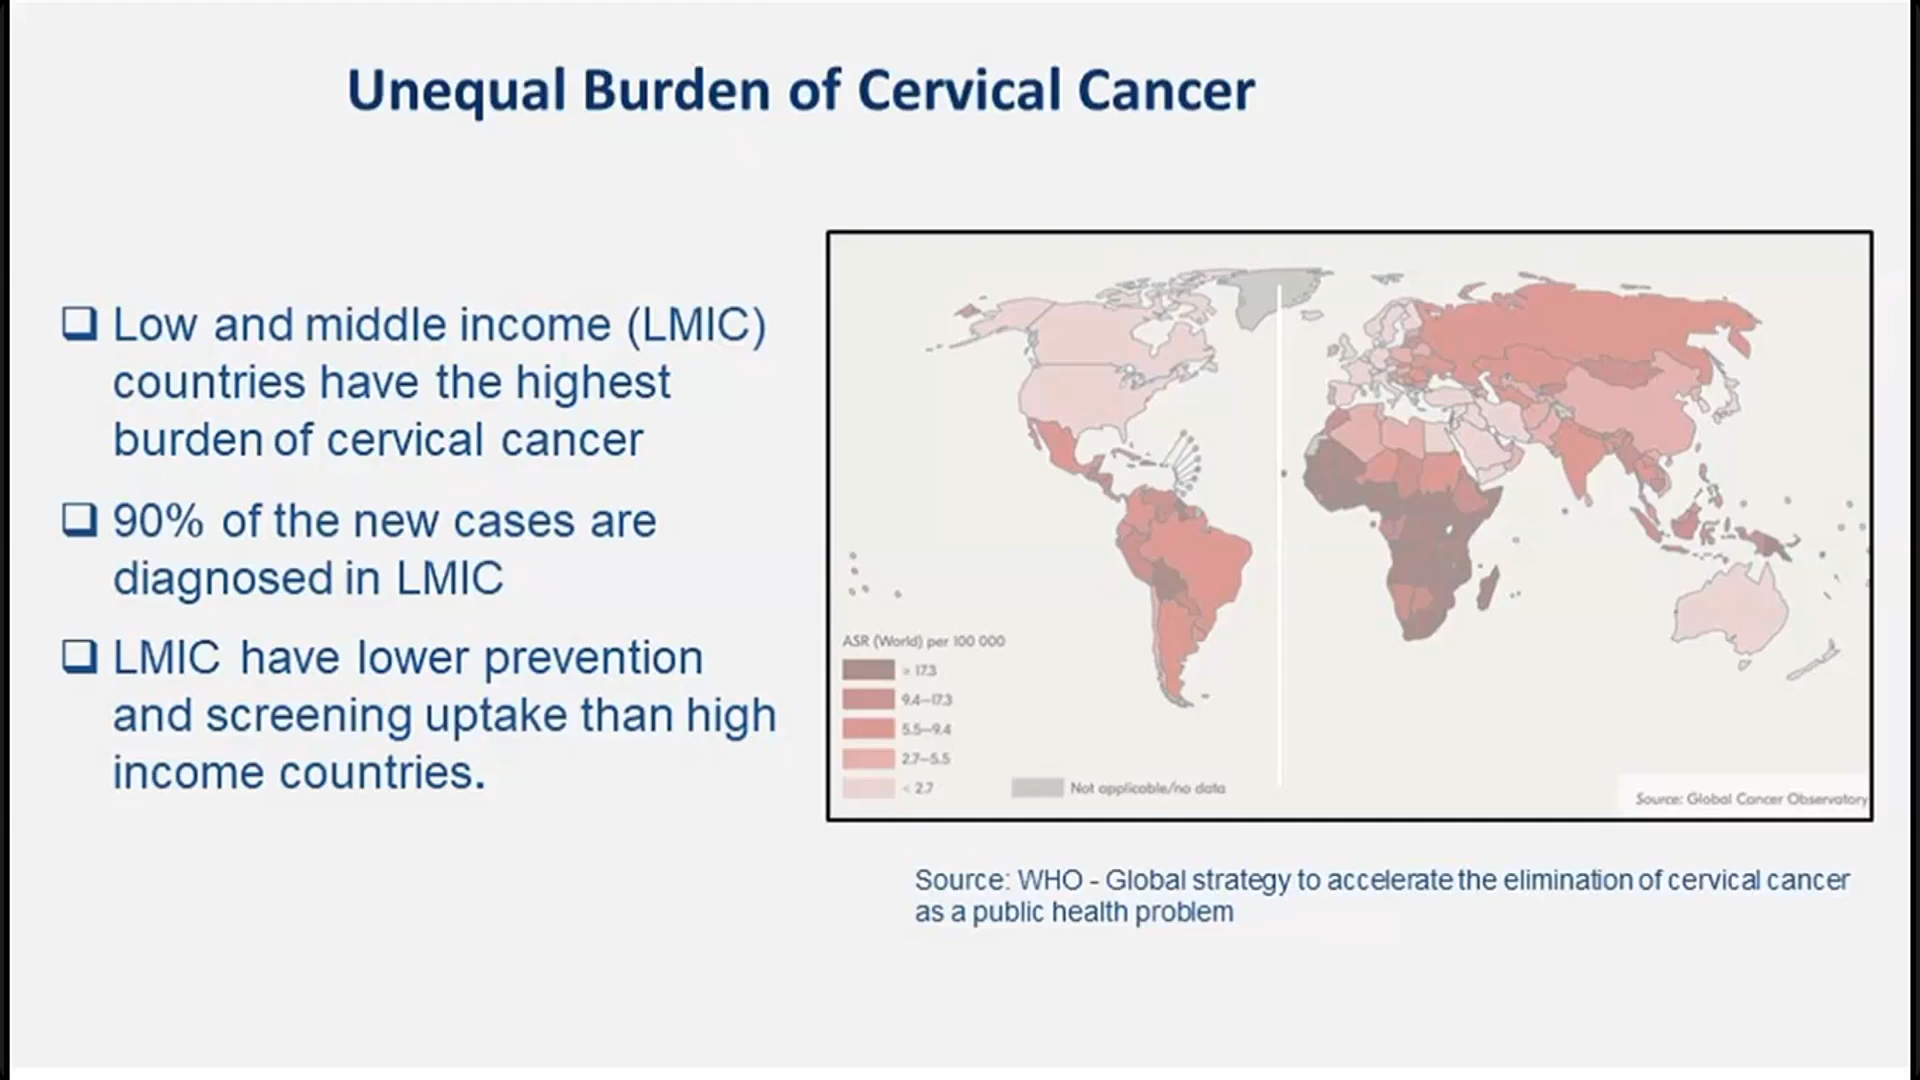 Unequal Burden of Cervical Cancer
Low and middle income (LMIC)
countries have the highest
burden of cervical cancer
90% of the new cases are
diagnosed in LMIC
LMIC have lower prevention
and screening uptake than high
income countries.
ASR (World) per 100 000
≥ 17.3
9.4–17.3
5.5–9.4
2.7–5.5
< 2.7
Not applicable/no data
Source: Global Cancer Observatory
Source: WHO - Global strategy to accelerate the elimination of cervical cancer
as a public health problem